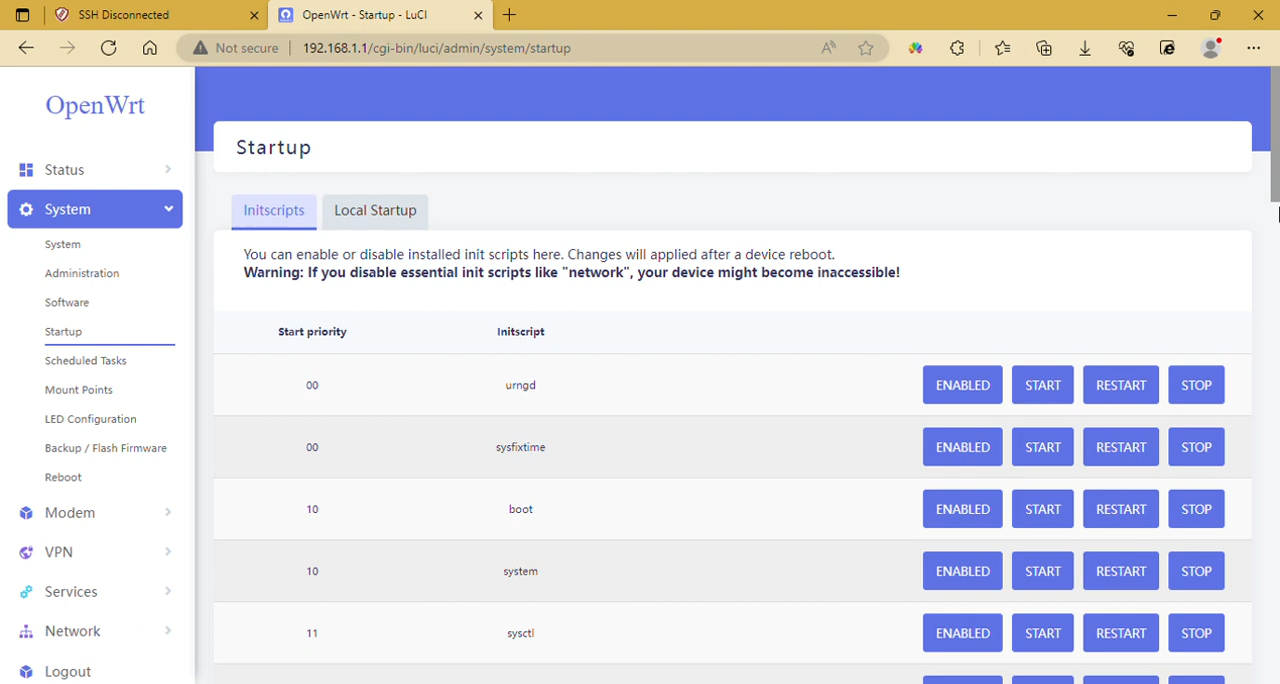 SSH Disconnected
OpenWrt - Startup - LuCI
Not secure
192.168.1.1/cgi-bin/luci/admin/system/startup
OpenWrt
Status
System
System
Administration
Software
Startup
Scheduled Tasks
Mount Points
LED Configuration
Backup / Flash Firmware
Reboot
Modem
VPN
Services
Network
Logout
Startup
Initscripts
Local Startup
You can enable or disable installed init scripts here. Changes will applied after a device reboot.
Warning: If you disable essential init scripts like "network", your device might become inaccessible!
Start priority Initscript
00 urngd ENABLED START RESTART STOP
00 sysfixtime ENABLED START RESTART STOP
10 boot ENABLED START RESTART STOP
10 system ENABLED START RESTART STOP
11 sysctl ENABLED START RESTART STOP